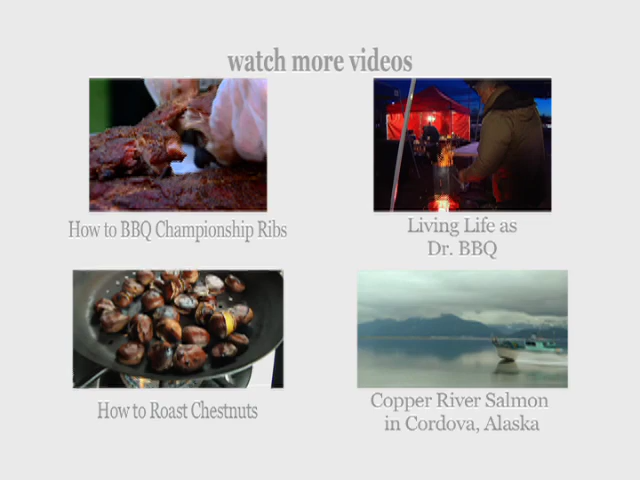 watch more videos
How to BBQ Championship Ribs
Living Life as
Dr. BBQ
How to Roast Chestnuts
Copper River Salmon
in Cordova, Alaska